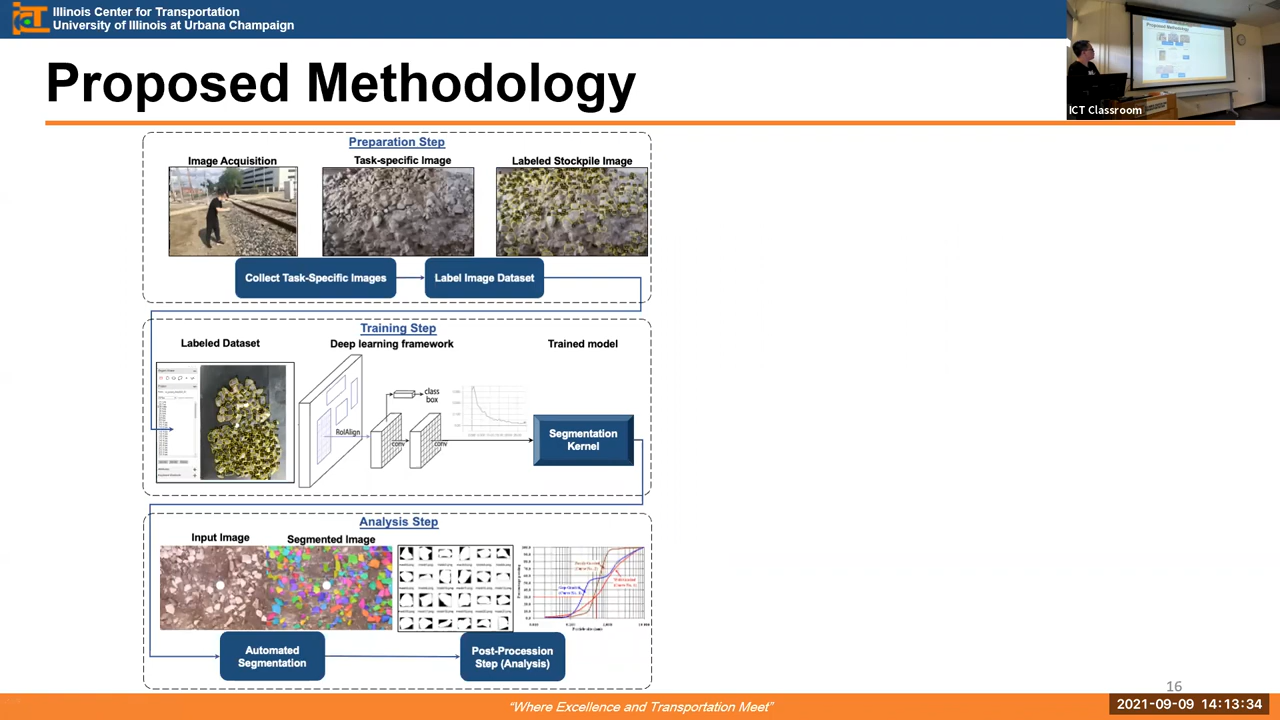 Illinois Center for Transportation
University of Illinois at Urbana Champaign
Proposed Methodology
ICT Classroom
Preparation Step
Image Acquisition
Task-specific Image
Labeled Stockpile Image
Collect Task-Specific Images
Label Image Dataset
Training Step
Labeled Dataset
Deep learning framework
Trained model
class
box
RoIAlign
conv
conv
Segmentation
Kernel
Analysis Step
Input Image
Segmented Image
Automated
Segmentation
Post-Procession
Step (Analysis)
16
"Where Excellence and Transportation Meet"
2021-09-09 14:13:34